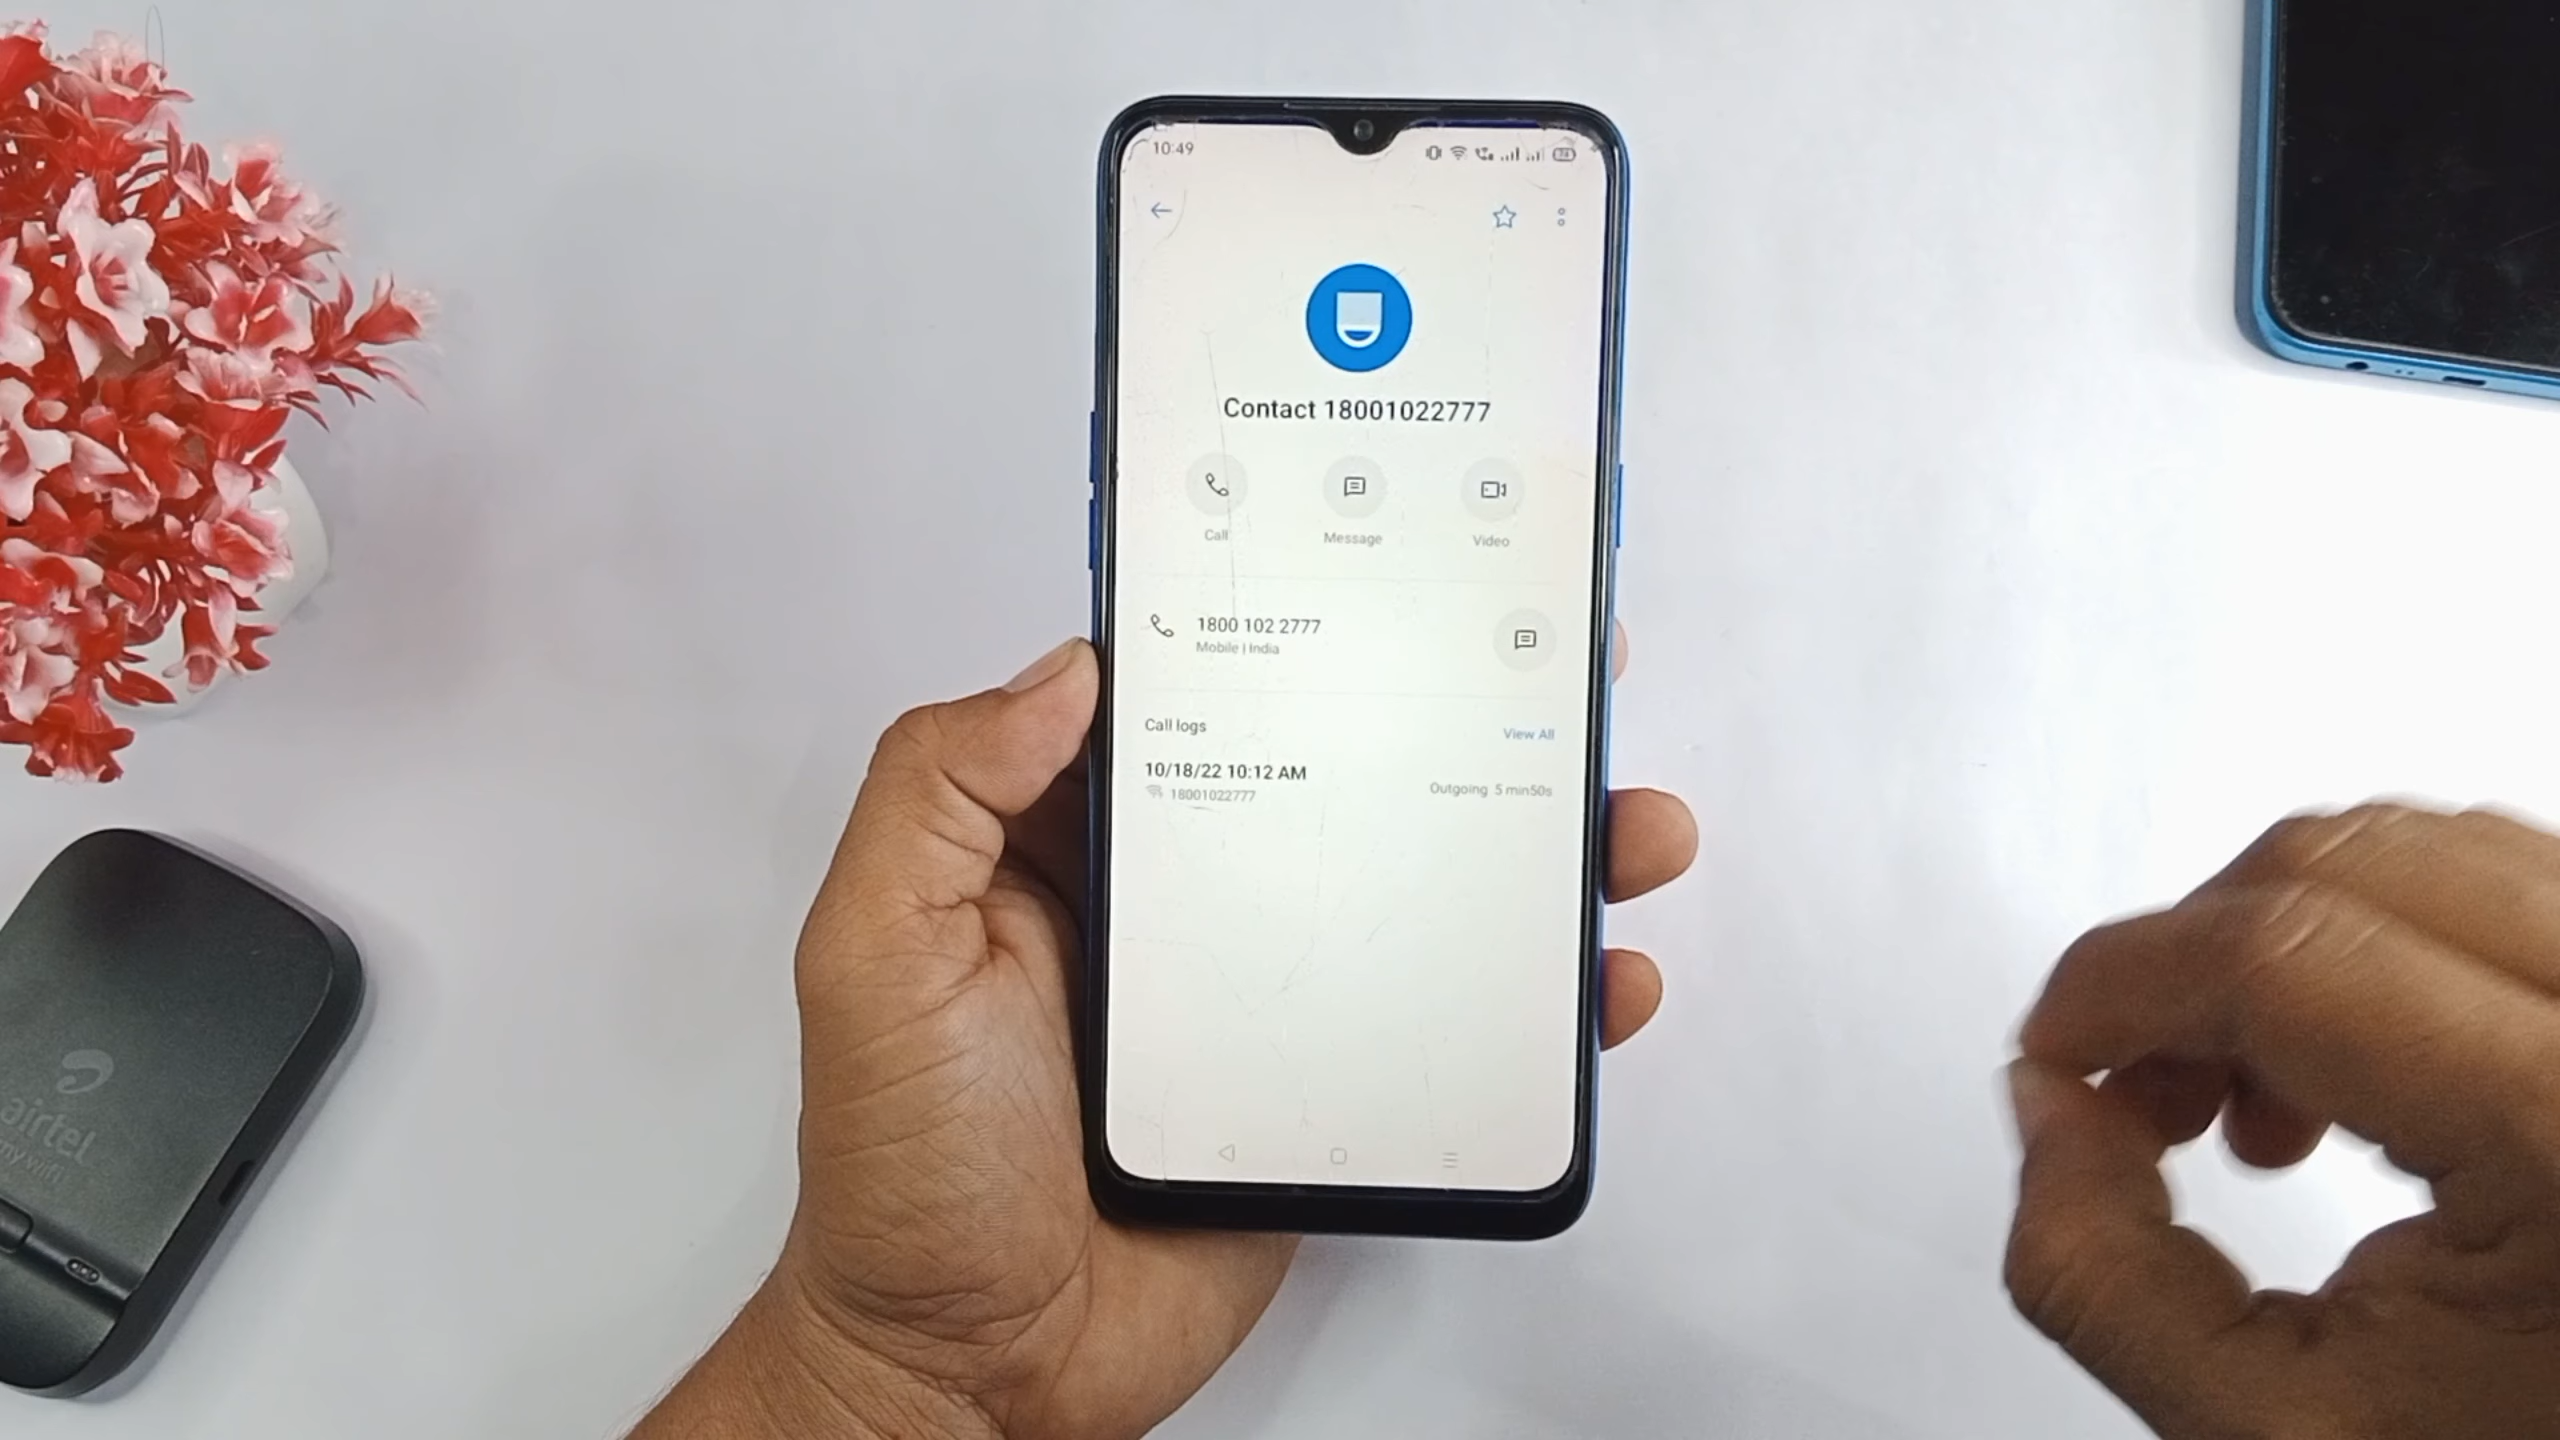 10:49
Contact 18001022777
Call
Message
Video
1800 102 2777
Mobile | India
Call logs
View All
10/18/22 10:12 AM
Outgoing 5 min50s
18001022777
airtel
my wifi